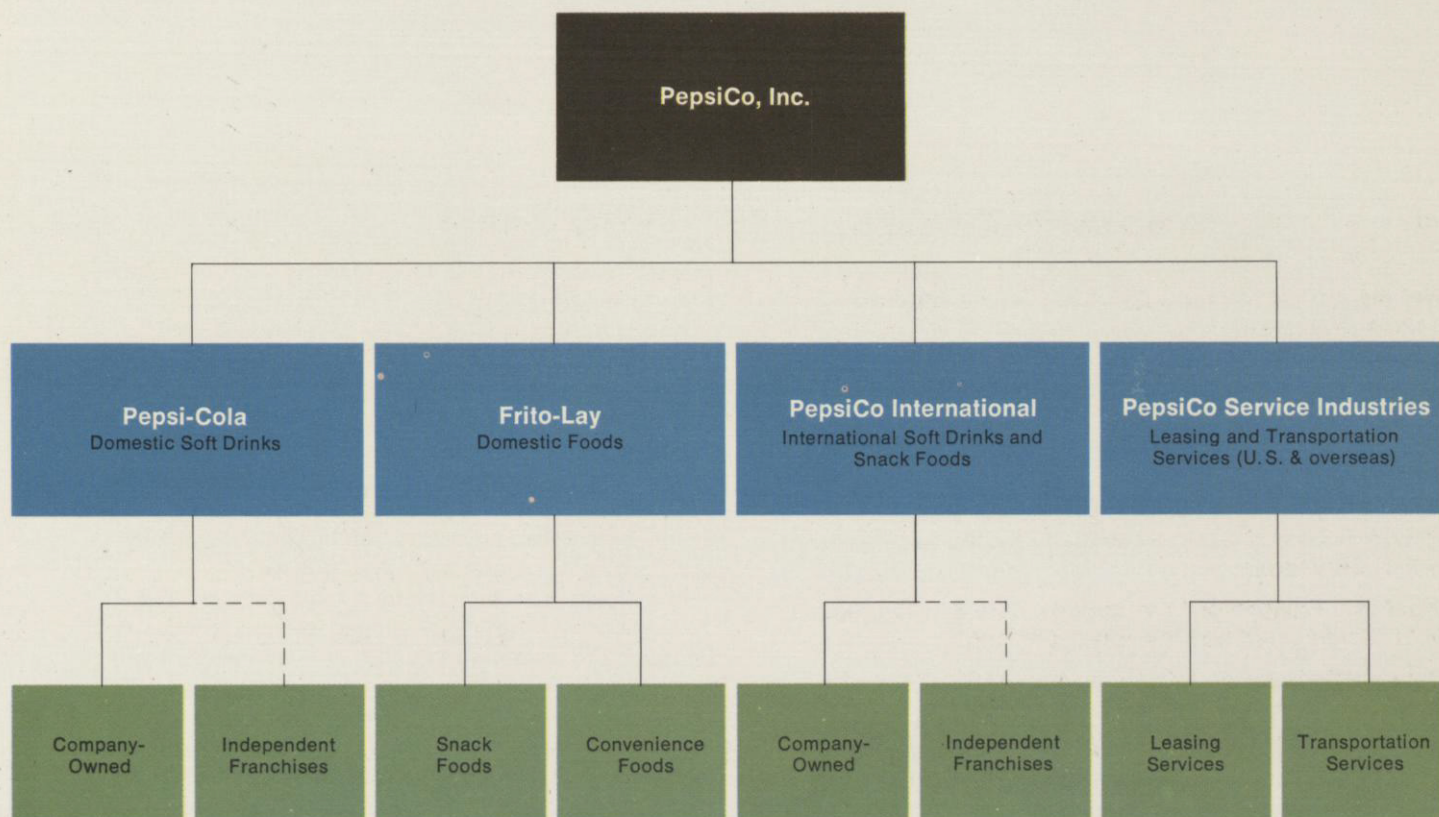 PepsiCo, Inc.
Pepsi-Cola
Domestic Soft Drinks
Frito-Lay
Domestic Foods
PepsiCo International
International Soft Drinks and
Snack Foods
PepsiCo Service Industries
Leasing and Transportation
Services (U.S. & overseas)
Company-
Owned
Independent
Franchises
Snack
Foods
Convenience
Foods
Company-
Owned
Independent
Franchises
Leasing
Services
Transportation
Services